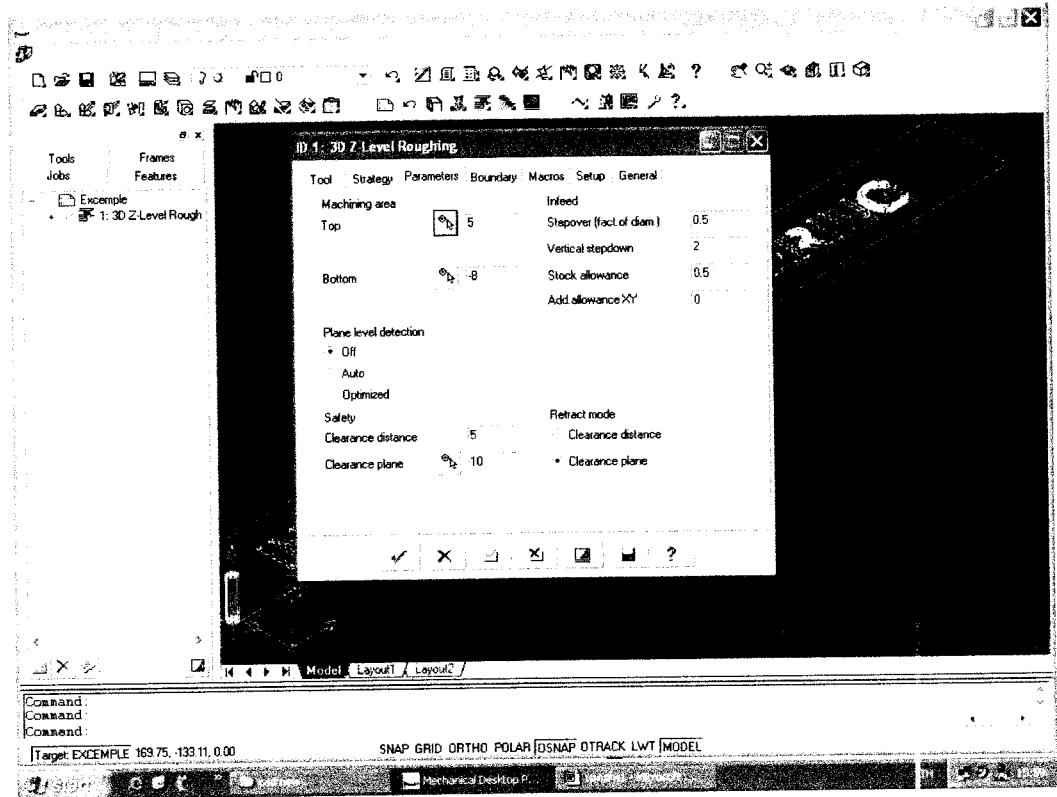 0
Tools Frames
Jobs Features
Excemple
1: 3D Z-Level Rough
ID 1: 3D Z-Level Roughing
Tool Strategy Parameters Boundary Macros Setup General
Machining area
Top 5
Bottom -8
Infeed
Stepover (fact.of diam.) 0.5
Vertical stepdown 2
Stock allowance 0.5
Add.allowance XY 0
Plane level detection
Off
Auto
Optimized
Safety
Clearance distance 5
Clearance plane 10
Retract mode
Clearance distance
Clearance plane
Model Layout1 Layout2
Command:
Command:
Command:
Target: EXCEMPLE 169.75, -133.11, 0.00 SNAP GRID ORTHO POLAR OSNAP OTRACK LWT MODEL
Mechanical Desktop P...